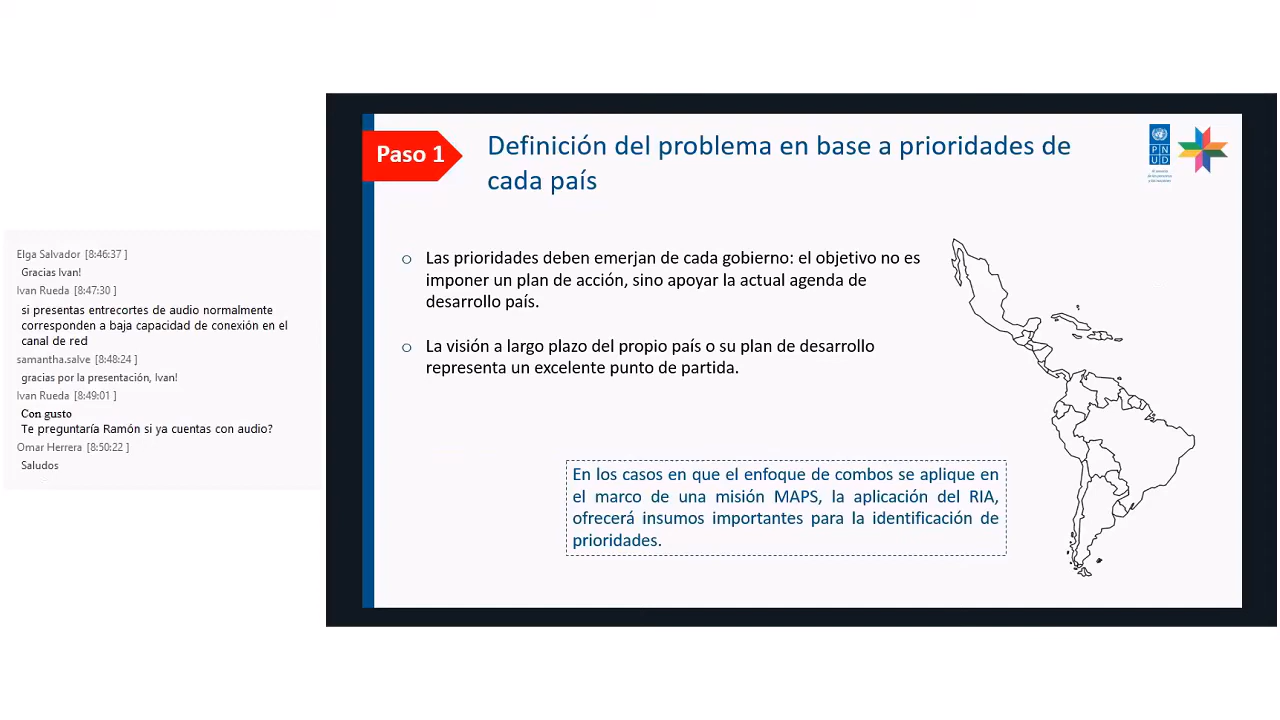 Elga Salvador [8:46:37 ]
Gracias Ivan!
Ivan Rueda [8:47:30 ]
si presentas entrecortes de audio normalmente
corresponden a baja capacidad de conexión en el
canal de red
samantha.salve [8:48:24 ]
gracias por la presentación, Ivan!
Ivan Rueda [8:49:01 ]
Con gusto
Te preguntaría Ramón si ya cuentas con audio?
Omar Herrera [8:50:22 ]
Saludos
Paso 1
Definición del problema en base a prioridades de
cada país
P N
U D
o Las prioridades deben emerjan de cada gobierno: el objetivo no es
imponer un plan de acción, sino apoyar la actual agenda de
desarrollo país.
o La visión a largo plazo del propio país o su plan de desarrollo
representa un excelente punto de partida.
En los casos en que el enfoque de combos se aplique en
el marco de una misión MAPS, la aplicación del RIA,
ofrecerá insumos importantes para la identificación de
prioridades.